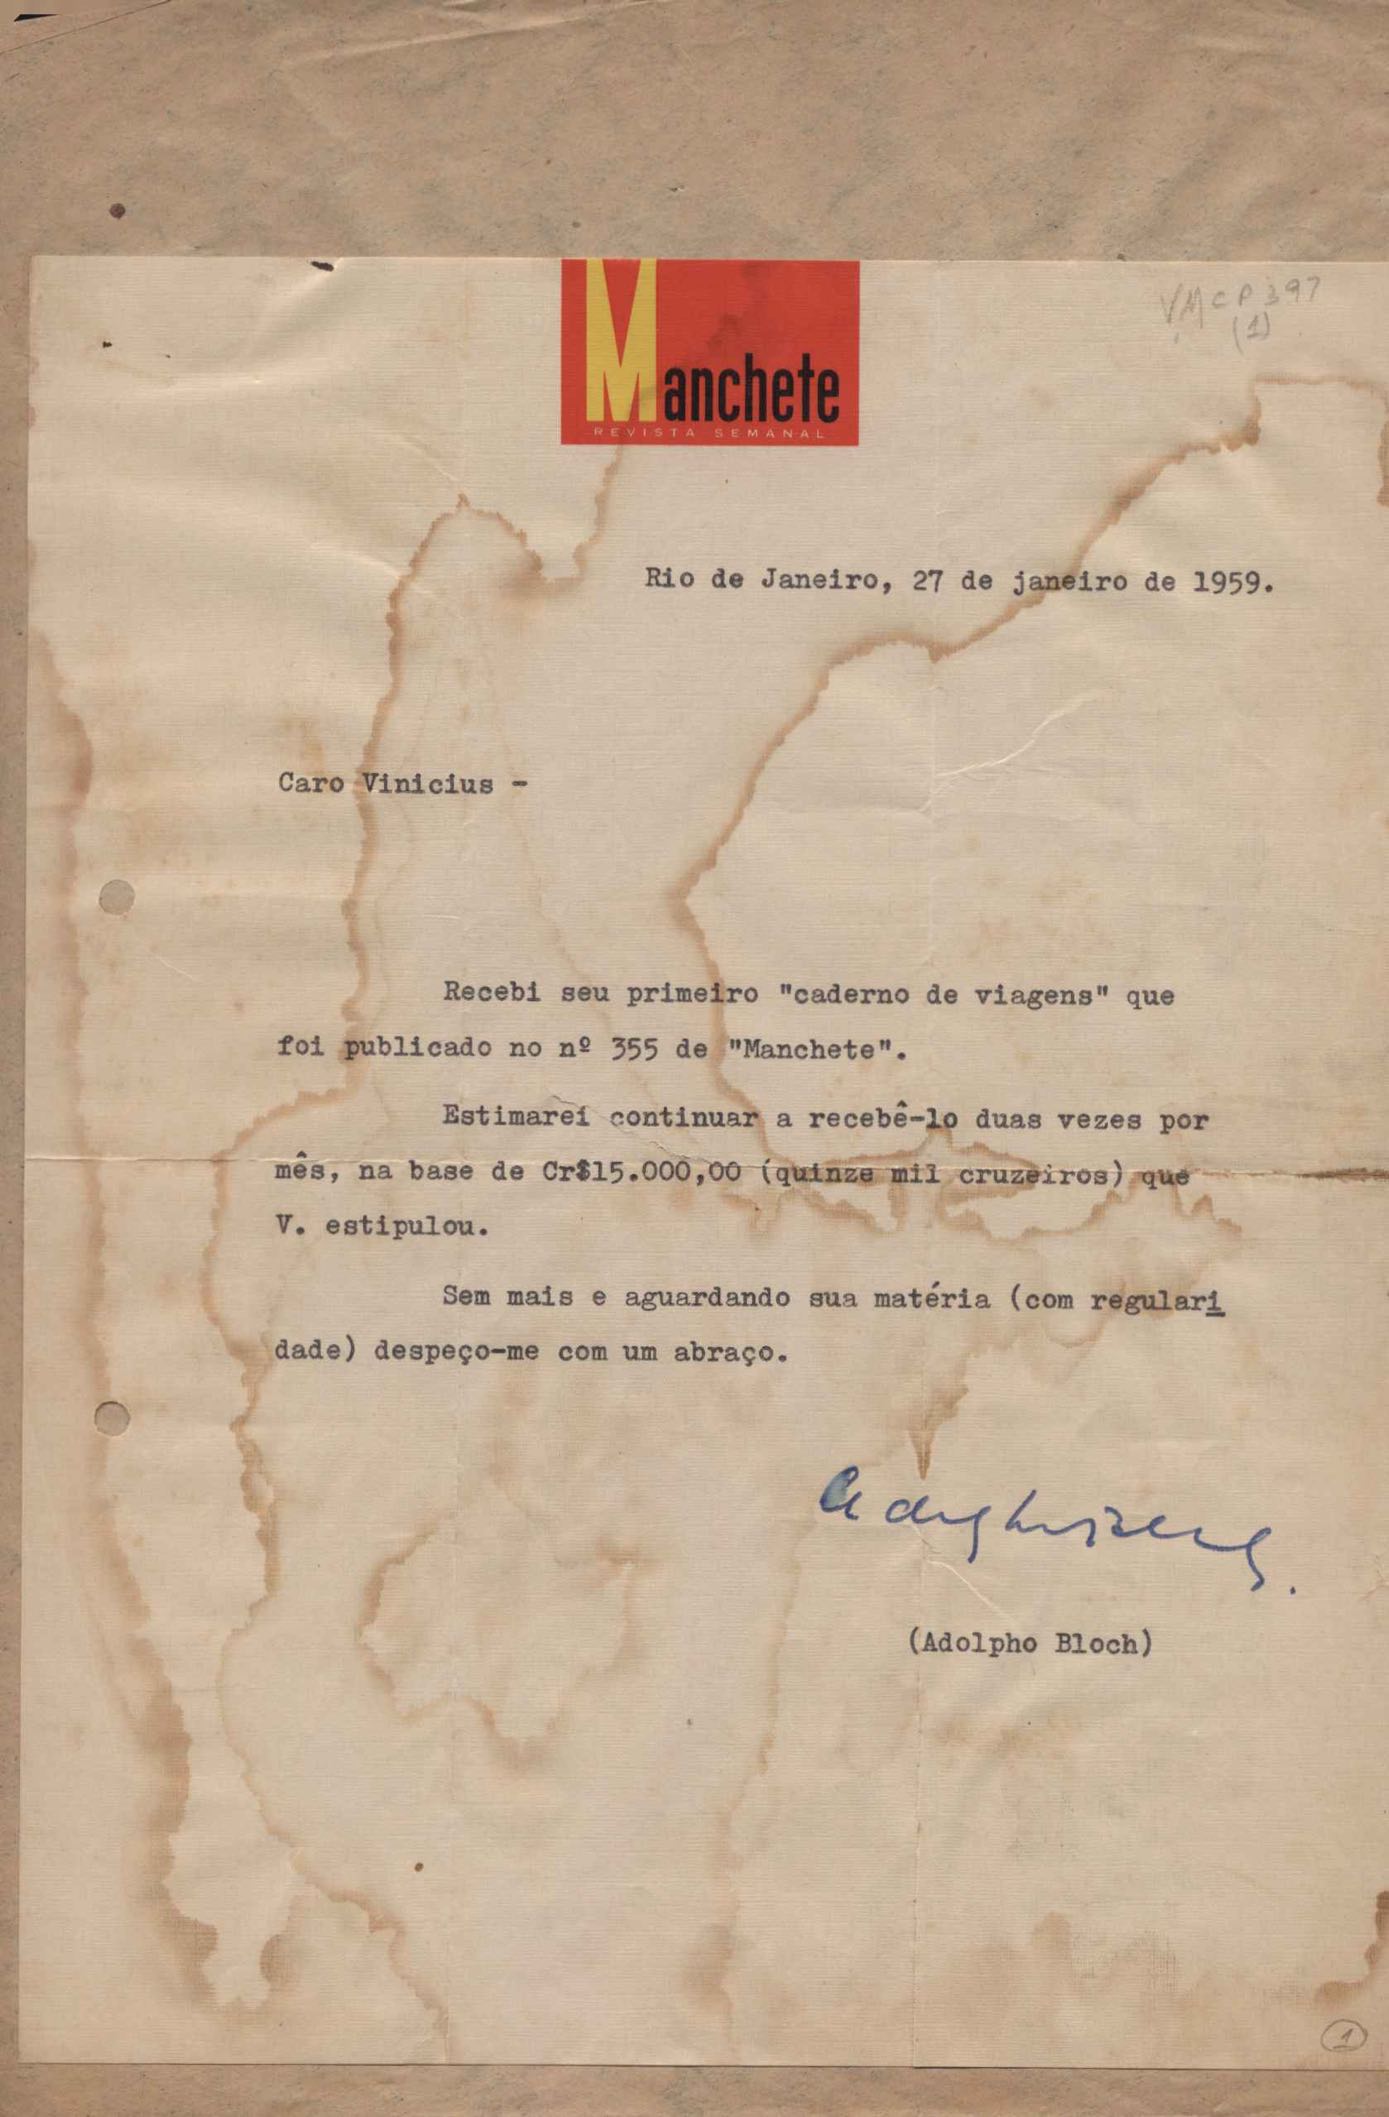 VMCP397
(1)
Manchete
REVISTA SEMANAL
Rio de Janeiro, 27 de janeiro de 1959.
Caro Vinicius -
Recebi seu primeiro "caderno de viagens" que
foi publicado no nº 355 de "Manchete".
Estimarei continuar a recebê-lo duas vezes por
mês, na base de Cr$15.000,00 (quinze mil cruzeiros) que
V. estipulou.
Sem mais e aguardando sua matéria (com regulari
dade) despeço-me com um abraço.
(Adolpho Bloch)
1